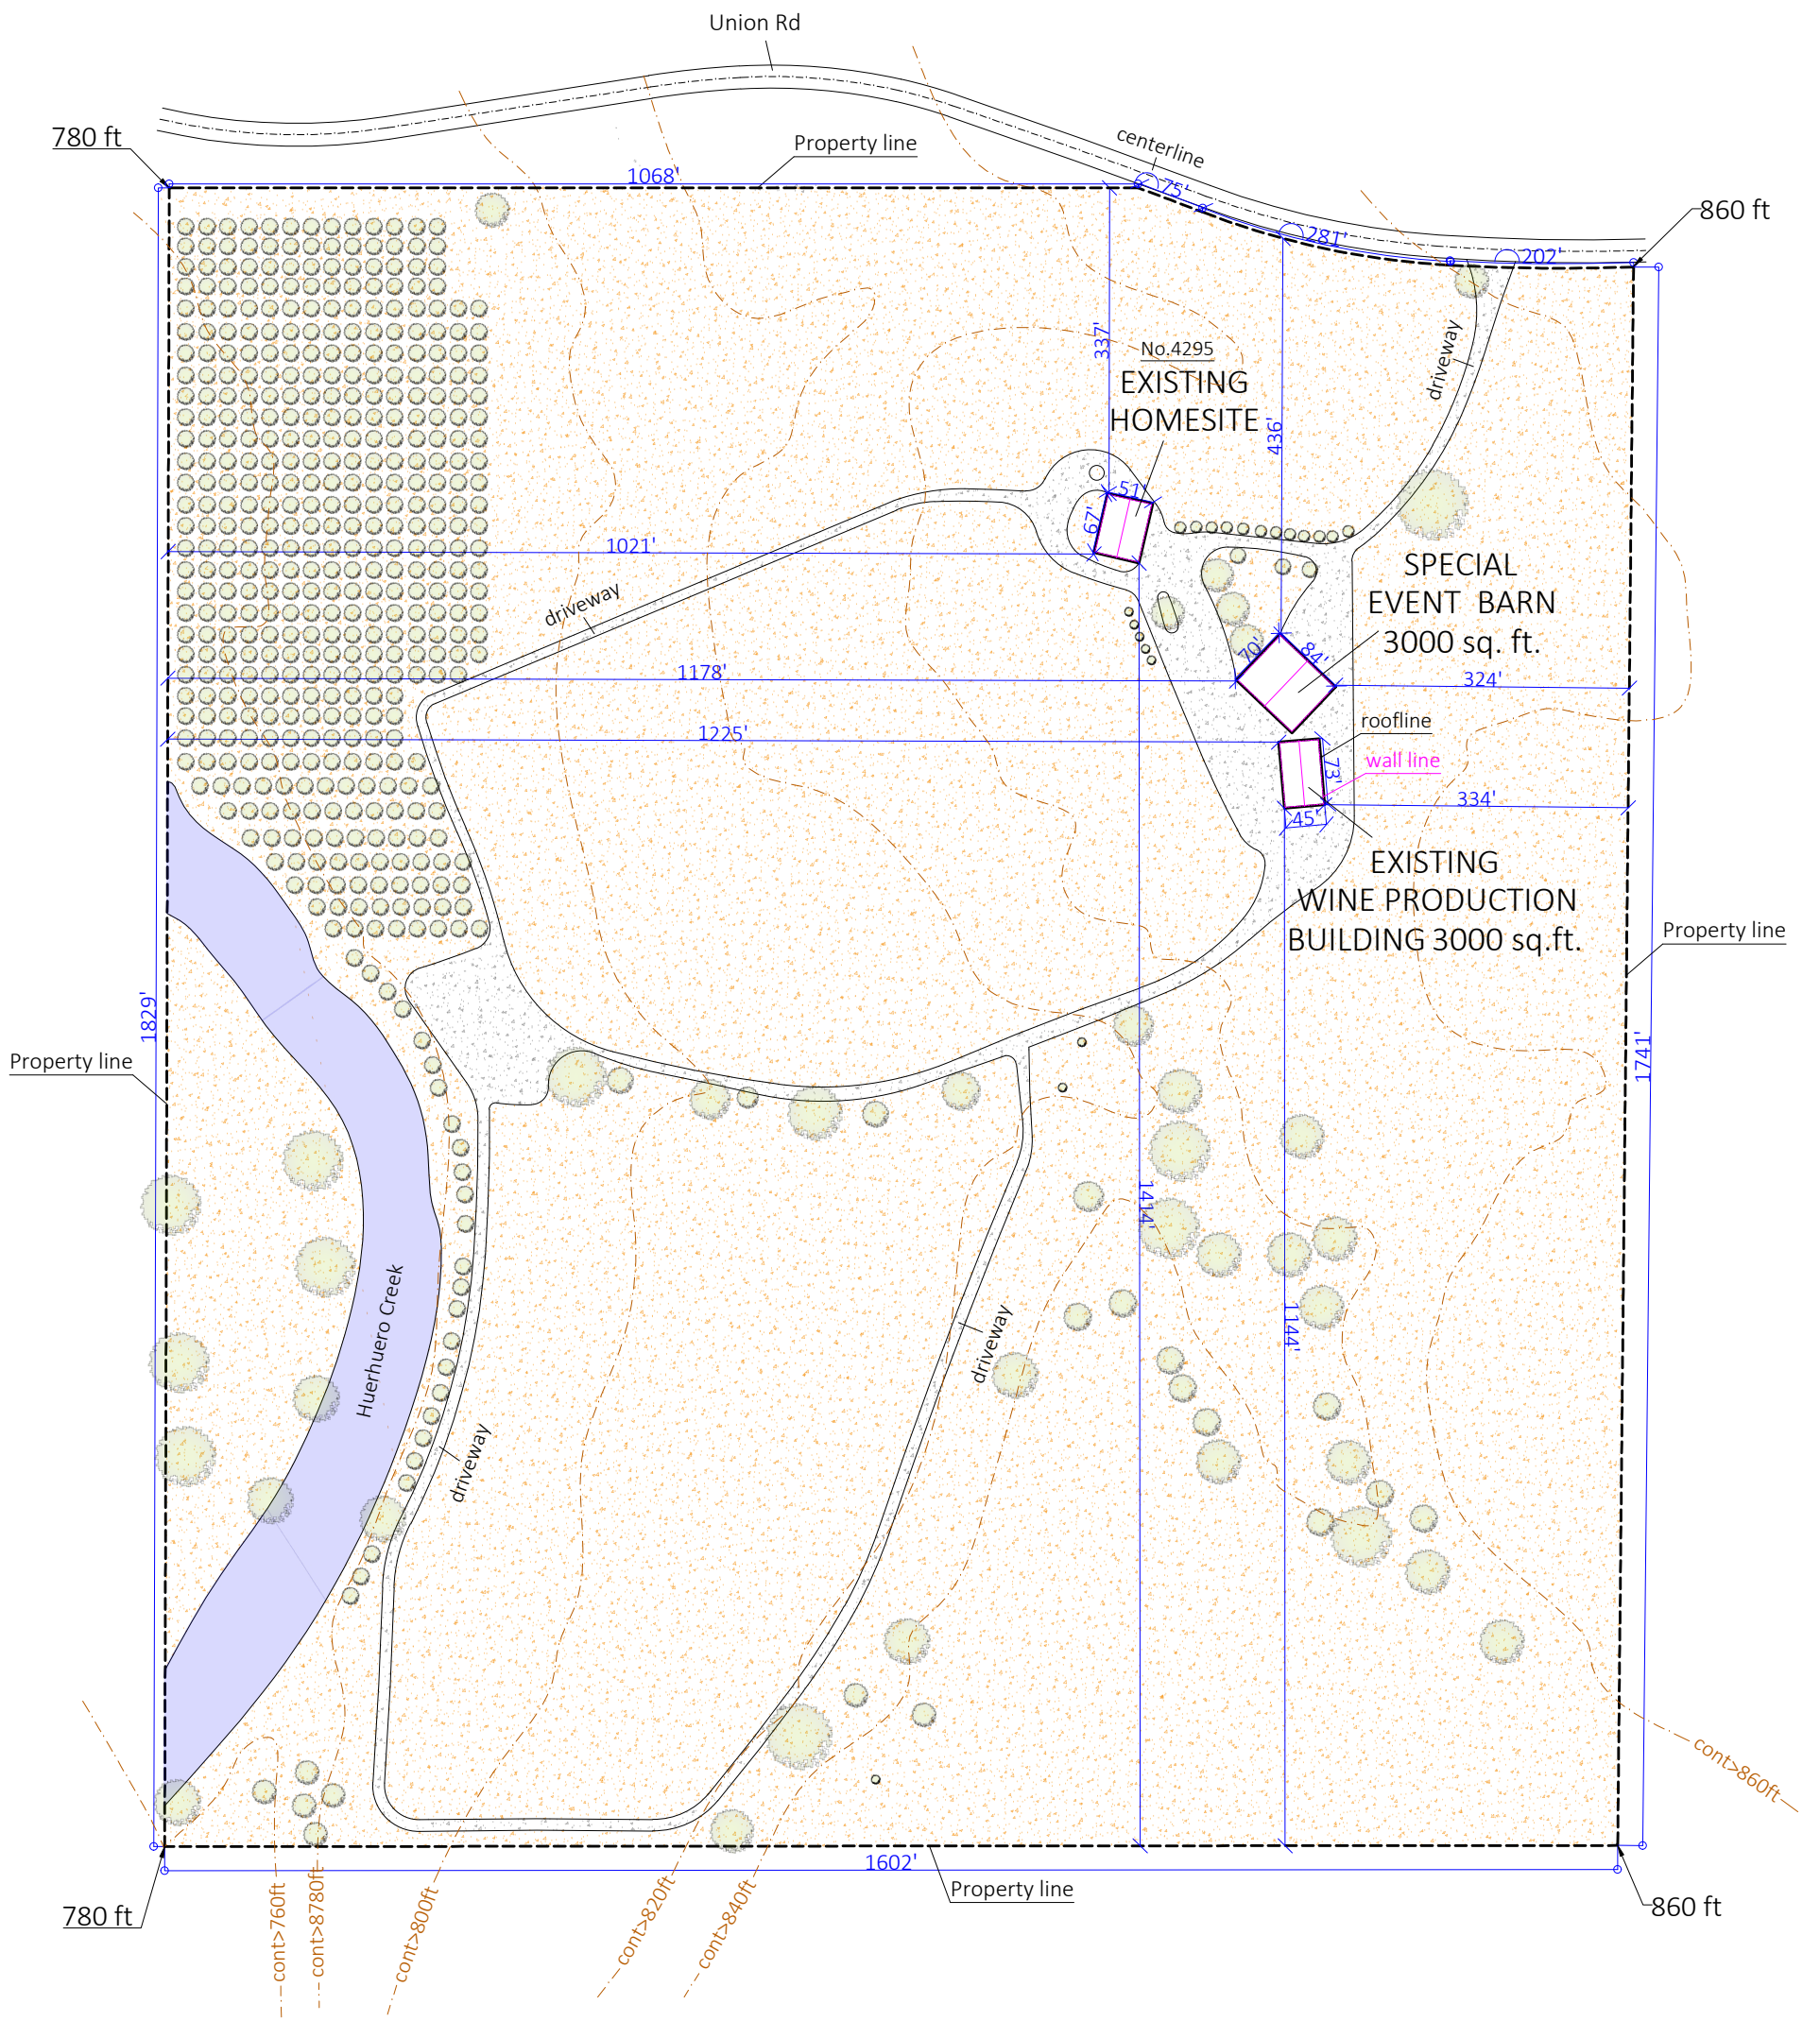 Union Rd
centerline
780 ft
Property line
1068'
75'
860 ft
281'
202'
337'
No.4295
EXISTING
HOMESITE
driveway
436'
51'
67'
1021'
SPECIAL
EVENT BARN
3000 sq. ft.
driveway
70'
84'
1178'
324'
roofline
1225'
wall line
73'
334'
45'
EXISTING
WINE PRODUCTION
BUILDING 3000 sq.ft.
Property line
1829'
1741'
Property line
1414'
Huerhuero Creek
1144'
driveway
driveway
cont>860ft
1602'
Property line
780 ft
860 ft
cont>760ft
cont>8780ft
cont>800ft
cont>820ft
cont>840ft